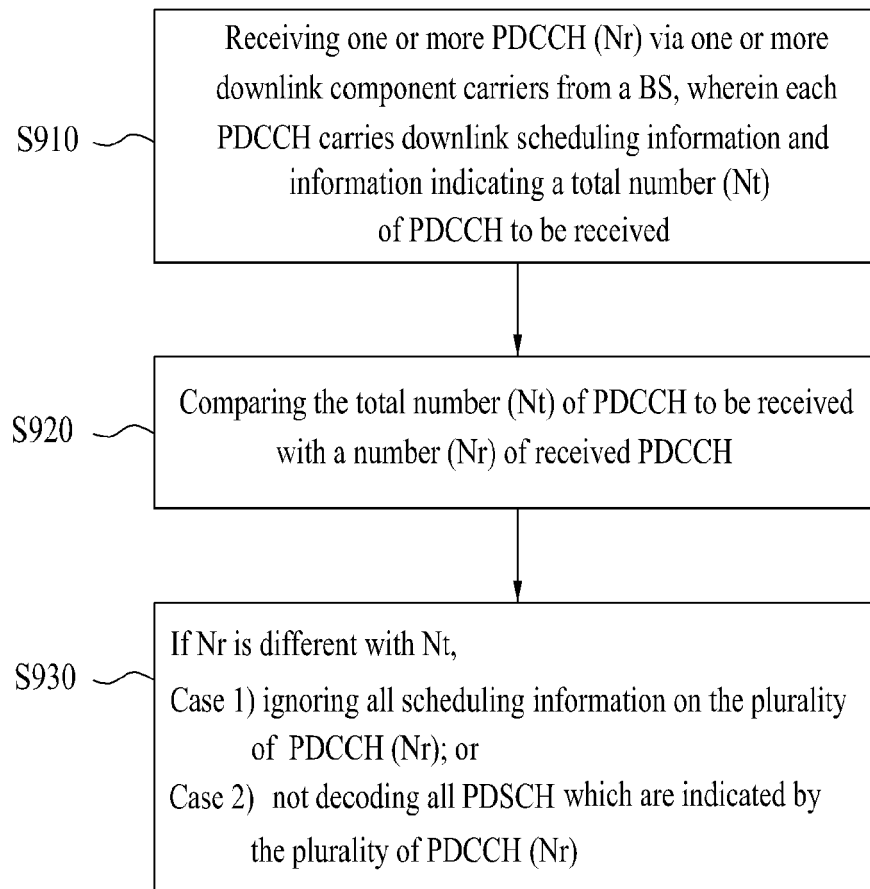 Receiving one or more PDCCH (Nr) via one or more
downlink component carriers from a BS, wherein each
S910
PDCCH carries downlink scheduling information and
information indicating a total number (Nt)
of PDCCH to be received
Comparing the total number (Nt) of PDCCH to be received
S920
with a number (Nr) of received PDCCH
If Nr is different with Nt,
S930
Case 1) ignoring all scheduling information on the plurality
of PDCCH (Nr); or
Case 2) not decoding all PDSCH which are indicated by
the plurality of PDCCH (Nr)